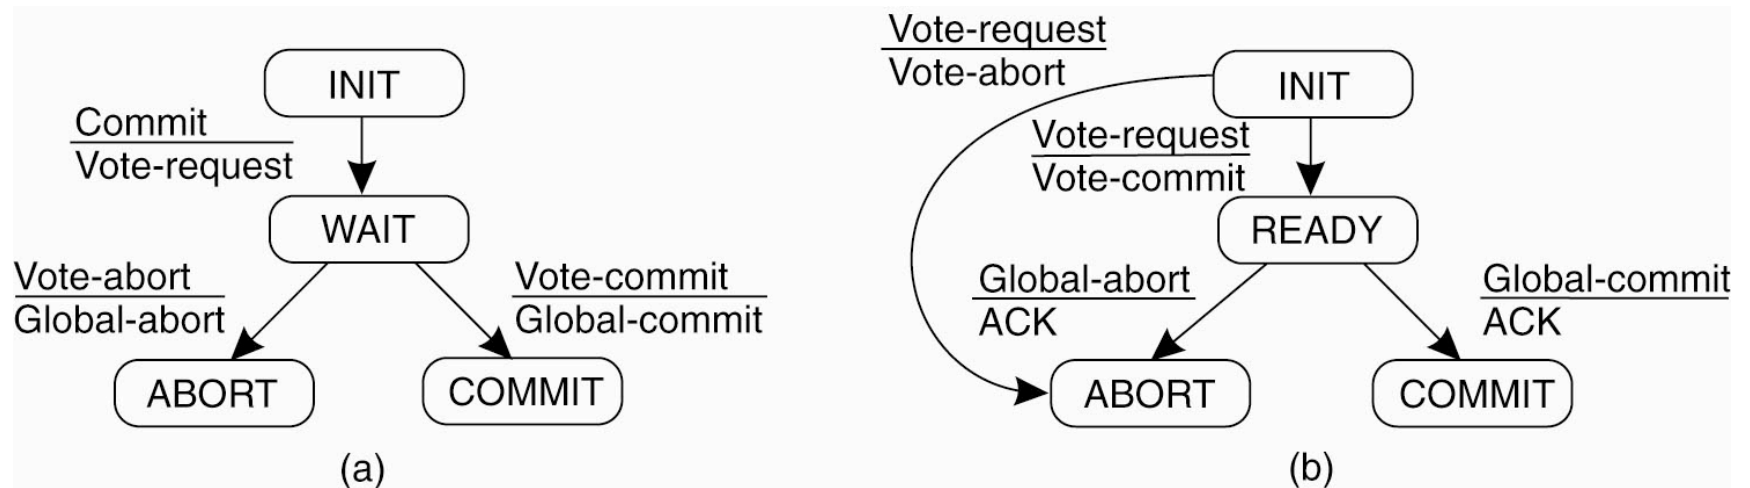 INIT
Commit
Vote-request
WAIT
Vote-abort
Global-abort
Vote-commit
Global-commit
ABORT
COMMIT
(a)
Vote-request
Vote-abort
INIT
Vote-request
Vote-commit
READY
Global-abort
ACK
Global-commit
ACK
ABORT
COMMIT
(b)